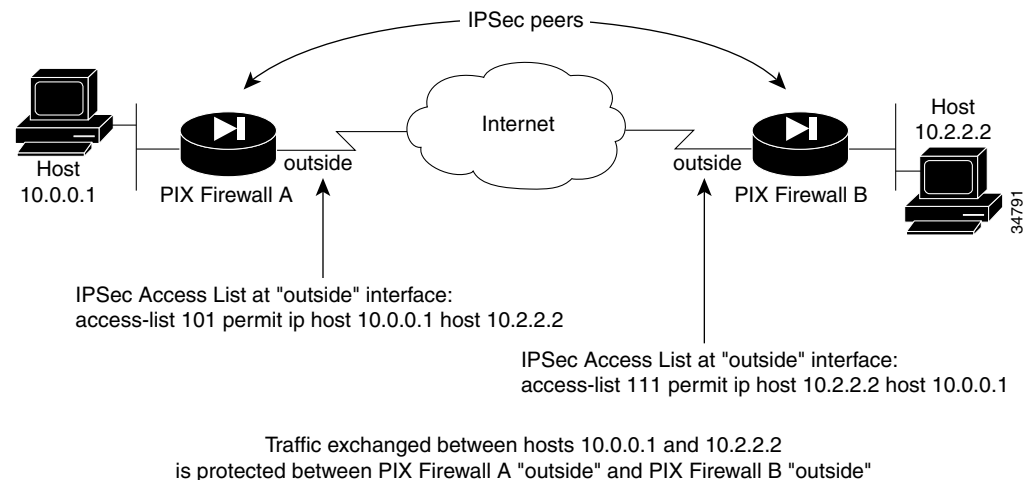 IPSec peers
Host
10.0.0.1
PIX Firewall A
outside
Internet
outside
PIX Firewall B
Host
10.2.2.2
34791
IPSec Access List at "outside" interface:
access-list 101 permit ip host 10.0.0.1 host 10.2.2.2
IPSec Access List at "outside" interface:
access-list 111 permit ip host 10.2.2.2 host 10.0.0.1
Traffic exchanged between hosts 10.0.0.1 and 10.2.2.2
is protected between PIX Firewall A "outside" and PIX Firewall B "outside"